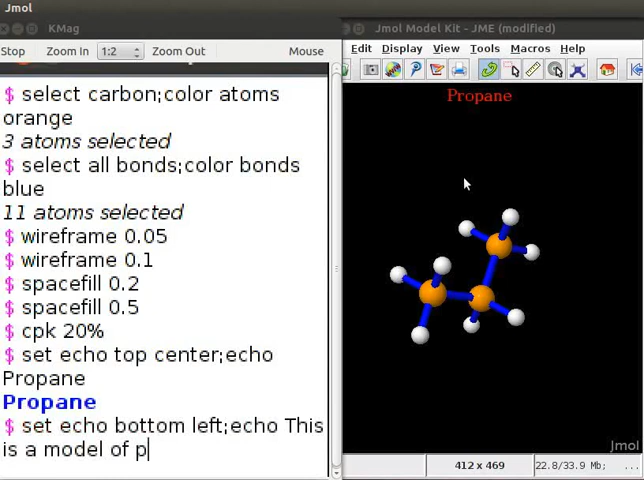 Jmol
KMag
Jmol Model Kit - JME (modified)
Stop Zoom In 1:2 Zoom Out Mouse
Edit Display View Tools Macros Help
$ select carbon;color atoms
orange
3 atoms selected
$ select all bonds;color bonds
blue
11 atoms selected
$ wireframe 0.05
$ wireframe 0.1
$ spacefill 0.2
$ spacefill 0.5
$ cpk 20%
$ set echo top center;echo
Propane
Propane
$ set echo bottom left;echo This
is a model of p
Propane
Jmol
412 x 469
22.8/33.9 Mb; ...